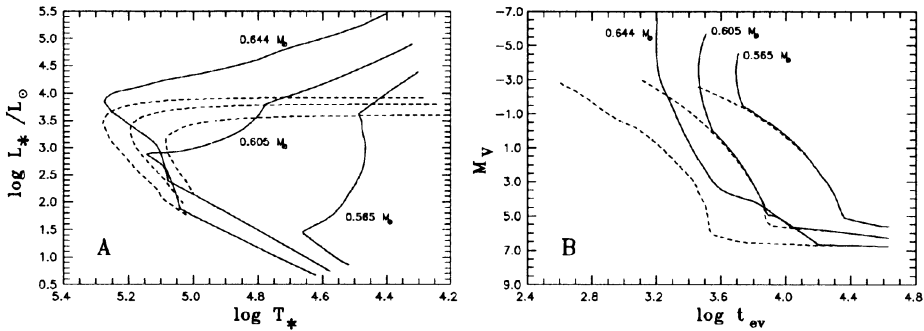 log L* /L⊙
5.5
5.0
4.5
4.0
3.5
3.0
2.5
2.0
1.5
1.0
0.5
0.644 M⊙
0.605 M⊙
0.565 M⊙
A
5.4 5.2 5.0 4.8 4.6 4.4 4.2
log T*
M_V
-7.0
-5.0
-3.0
-1.0
1.0
3.0
5.0
7.0
9.0
0.644 M⊙
0.605 M⊙
0.565 M⊙
B
2.4 3.0 3.6 4.2 4.8
log t_ev